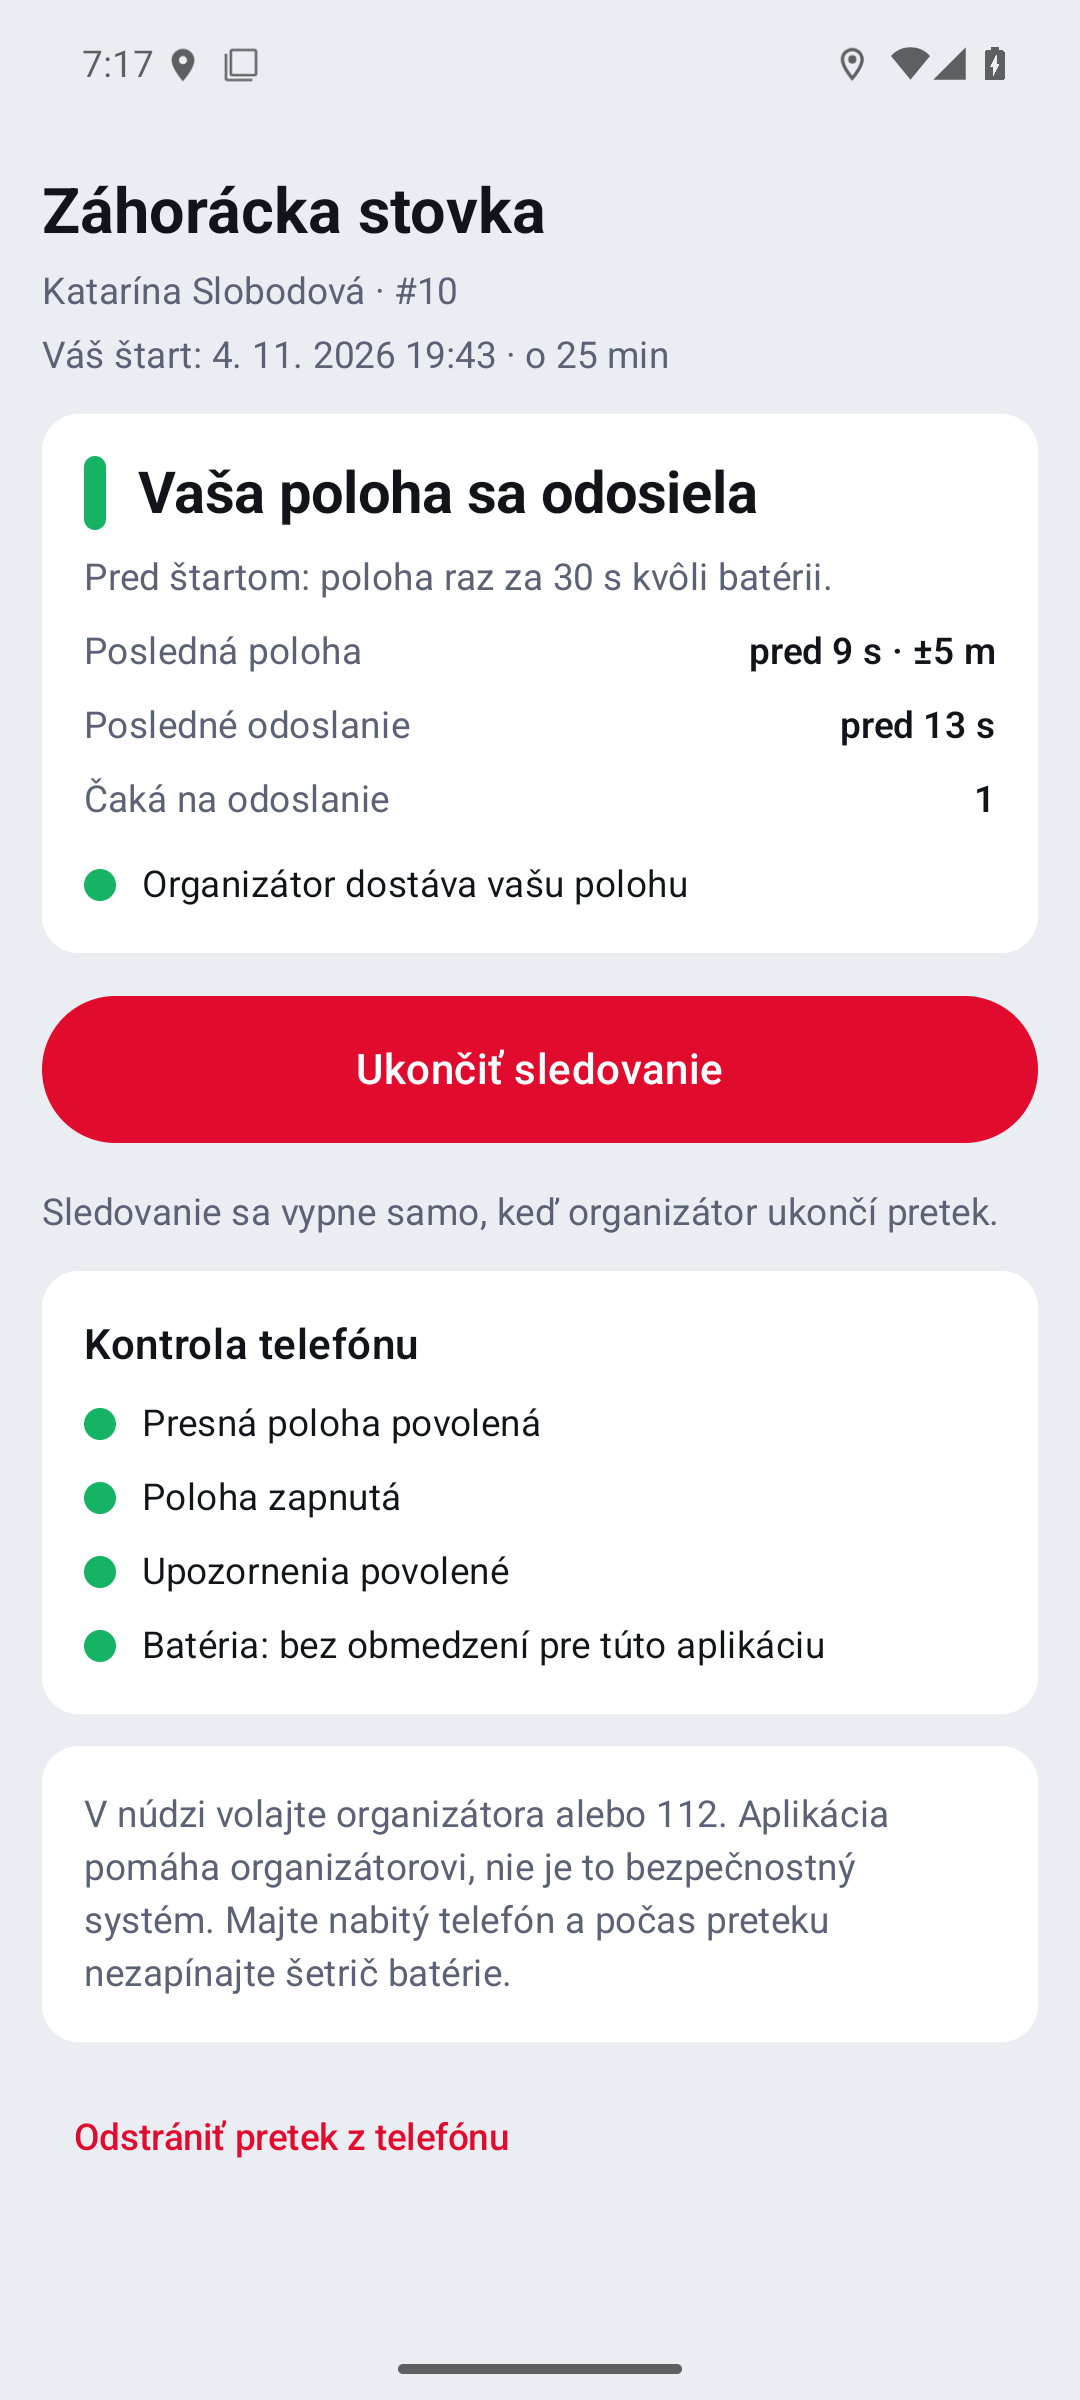 7:17
Záhorácka stovka
Katarína Slobodová · #10
Váš štart: 4. 11. 2026 19:43 · o 25 min
Vaša poloha sa odosiela
Pred štartom: poloha raz za 30 s kvôli batérii.
Posledná poloha pred 9 s · ±5 m
Posledné odoslanie pred 13 s
Čaká na odoslanie 1
Organizátor dostáva vašu polohu
Ukončiť sledovanie
Sledovanie sa vypne samo, keď organizátor ukončí pretek.
Kontrola telefónu
Presná poloha povolená
Poloha zapnutá
Upozornenia povolené
Batéria: bez obmedzení pre túto aplikáciu
V núdzi volajte organizátora alebo 112. Aplikácia
pomáha organizátorovi, nie je to bezpečnostný
systém. Majte nabitý telefón a počas preteku
nezapínajte šetrič batérie.
Odstrániť pretek z telefónu